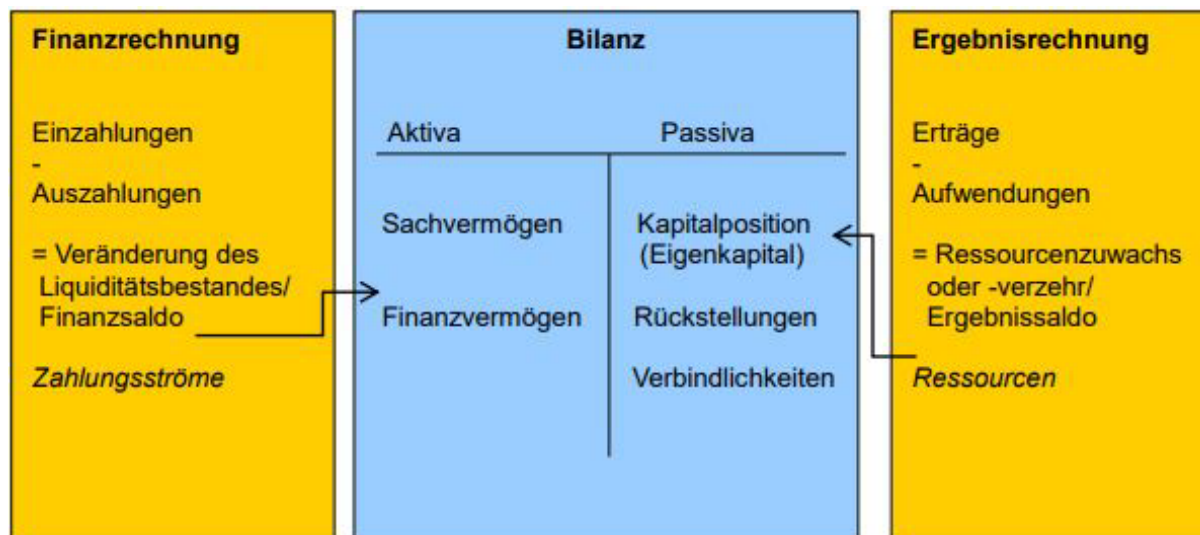 Finanzrechnung
Einzahlungen
-
Auszahlungen
= Veränderung des
Liquiditätsbestandes/
Finanzsaldo
Zahlungsströme
Bilanz
Aktiva
Passiva
Sachvermögen
Finanzvermögen
Kapitalposition
(Eigenkapital)
Rückstellungen
Verbindlichkeiten
Ergebnisrechnung
Erträge
-
Aufwendungen
= Ressourcenzuwachs
oder -verzehr/
Ergebnissaldo
Ressourcen